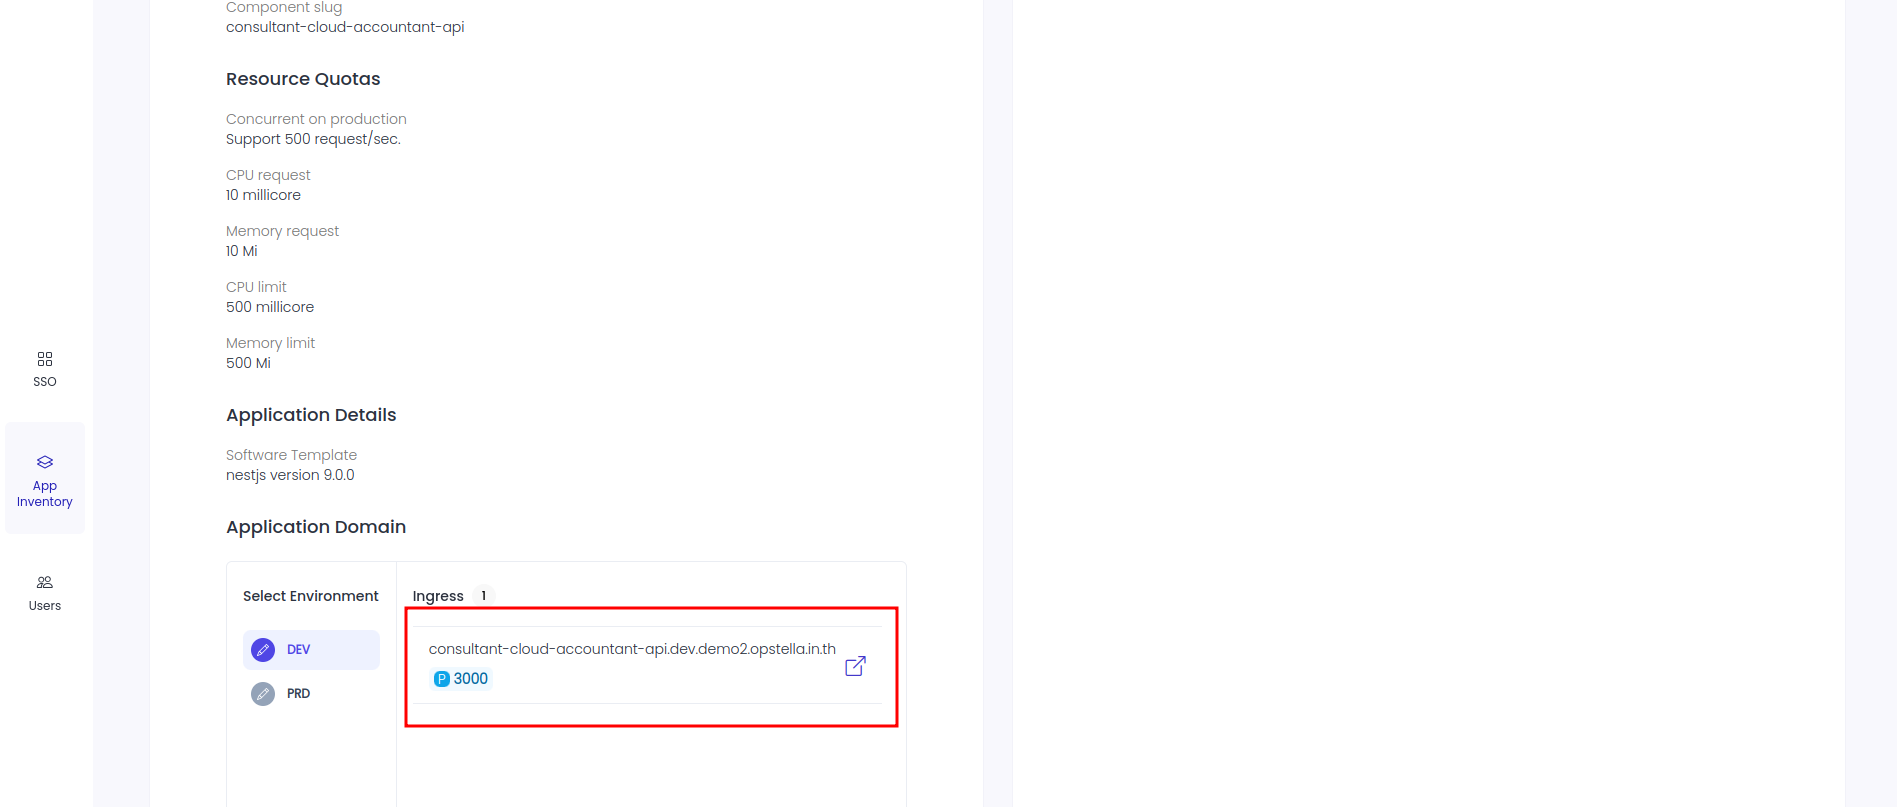 Component slug
consultant-cloud-accountant-api
Resource Quotas
Concurrent on production
Support 500 request/sec.
CPU request
10 millicore
Memory request
10 Mi
CPU limit
500 millicore
Memory limit
500 Mi
SSO
Application Details
Software Template
nestjs version 9.0.0
App
Inventory
Application Domain
Users
Select Environment
DEV
PRD
Ingress 1
consultant-cloud-accountant-api.dev.demo2.opstella.in.th
P 3000